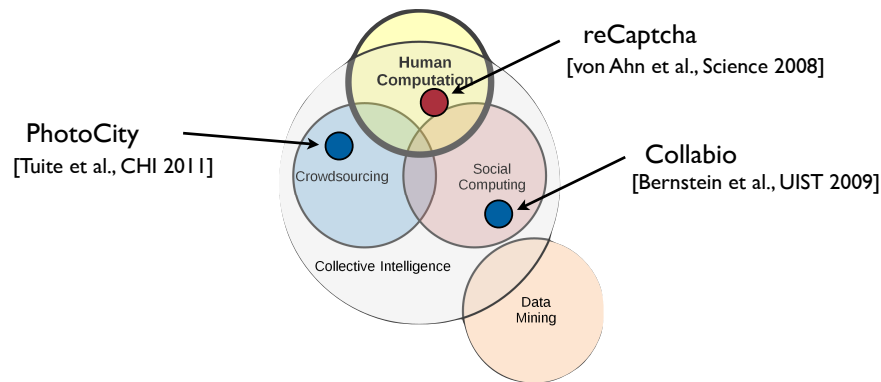 reCaptcha
[von Ahn et al., Science 2008]
Human
Computation
PhotoCity
[Tuite et al., CHI 2011]
Collabio
[Bernstein et al., UIST 2009]
Crowdsourcing
Social
Computing
Collective Intelligence
Data
Mining